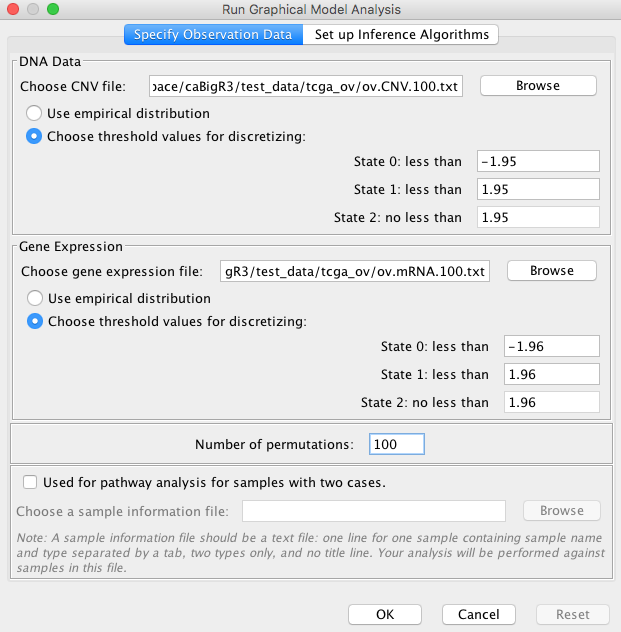 Run Graphical Model Analysis
Specify Observation Data
Set up Inference Algorithms
DNA Data
Choose CNV file: pace/caBigR3/test_data/tcga_ov/ov.CNV.100.txt Browse
Use empirical distribution
Choose threshold values for discretizing:
State 0: less than -1.95
State 1: less than 1.95
State 2: no less than 1.95
Gene Expression
Choose gene expression file: gR3/test_data/tcga_ov/ov.mRNA.100.txt Browse
Use empirical distribution
Choose threshold values for discretizing:
State 0: less than -1.96
State 1: less than 1.96
State 2: no less than 1.96
Number of permutations: 100
Used for pathway analysis for samples with two cases.
Choose a sample information file: Browse
Note: A sample information file should be a text file: one line for one sample containing sample name
and type separated by a tab, two types only, and no title line. Your analysis will be performed against
samples in this file.
OK Cancel Reset